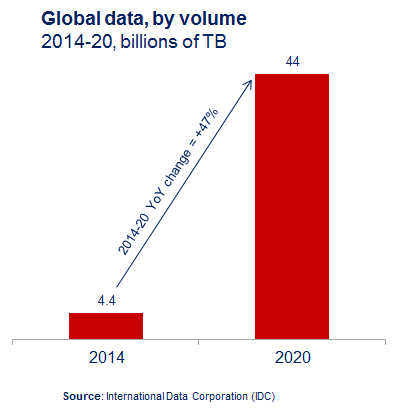 Global data, by volume
2014-20, billions of TB
44
2014-20 YoY change = +47%
4.4
2014
2020
Source: International Data Corporation (IDC)